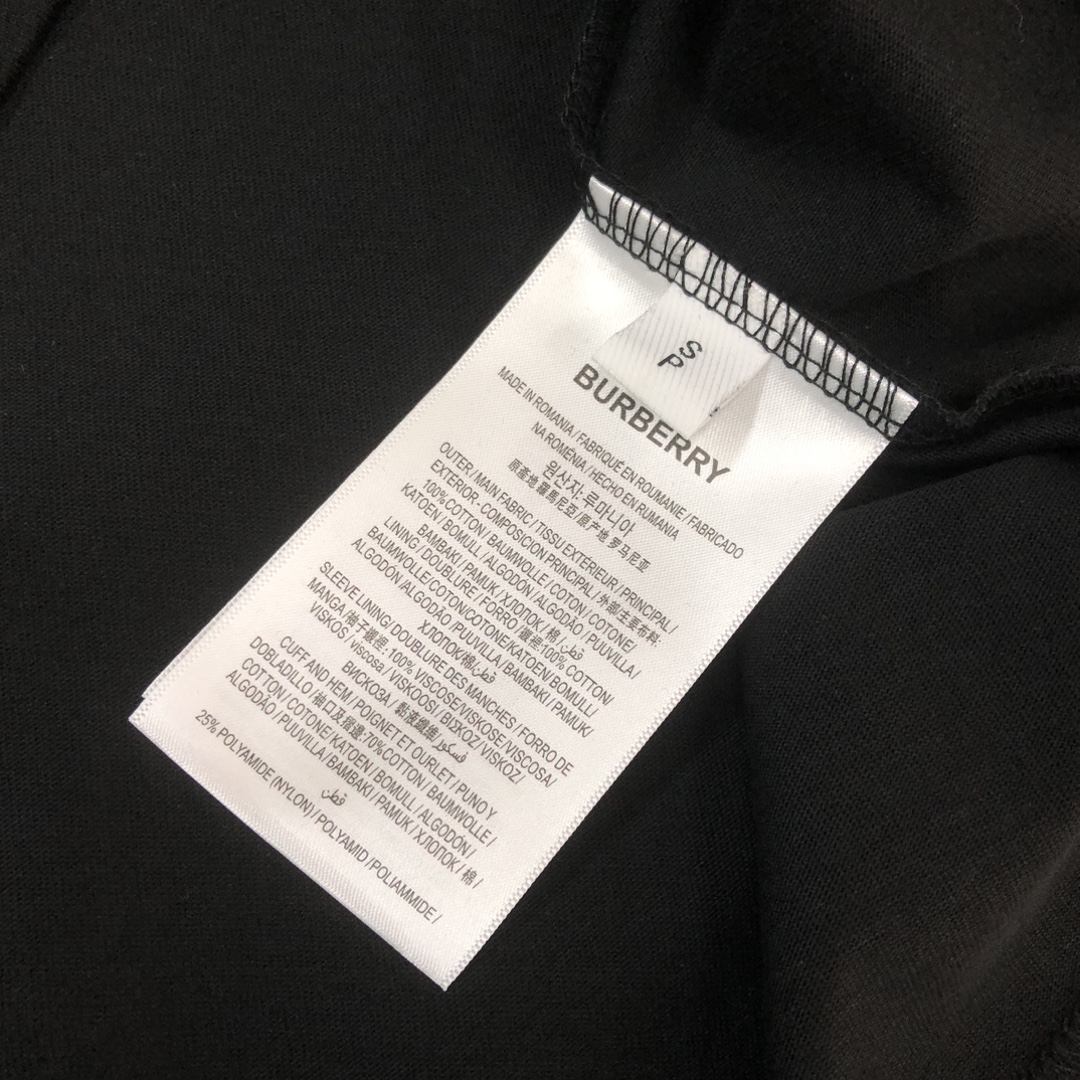 S
P
BURBERRY
MADE IN ROMANIA / FABRIQUÉ EN ROUMANIE / FABRICADO
NA ROMÉNIA / HECHO EN RUMANIA
원산지: 루마니아
原產地 羅馬尼亞 / 原产地 罗马尼亚
OUTER / MAIN FABRIC / TISSU EXTÉRIEUR / PRINCIPAL /
EXTERIOR - COMPOSICION PRINCIPAL / 外部主要布料
100% COTTON / BAUMWOLLE / COTON / COTONE /
KATOEN / BOMULL / ALGODÓN / ALGODÃO / PUUVILLA /
BAMBAKI / PAMUK / ХЛОПОК / 棉 / قطن
LINING / DOUBLURE / FORRO / 襯裡:100% COTTON/
BAUMWOLLE/COTON/COTONE/KATOEN/ BOMULL/
ALGODÓN /ALGODÃO / PUUVILLA / BAMBAKI / PAMUK/
ХЛОПОК/棉/قطن
SLEEVE LINING / DOUBLURE DES MANCHES / FORRO DE
MANGA /袖子襯裡: 100% VISCOSE/ VISKOSE/ VISCOSA/
VISKOS / viscosa / VISKOOSI / ΒΙΣΚΟΖ / VISKOZ/
ВИСКОЗА / 黏液纖維 / فسكوز
CUFF AND HEM / POIGNET ET OURLET / PUNO Y
DOBLADILLO / 袖口及摺邊: 70% COTTON / BAUMWOLLE /
COTTON / COTONE / KATOEN / BOMULL / ALGODÓN /
ALGODÃO / PUUVILLA / BAMBAKI / PAMUK / ХЛОПОК / 棉 /
قطن
25% POLYAMIDE (NYLON) / POLYAMID / POLIAMMIDE /